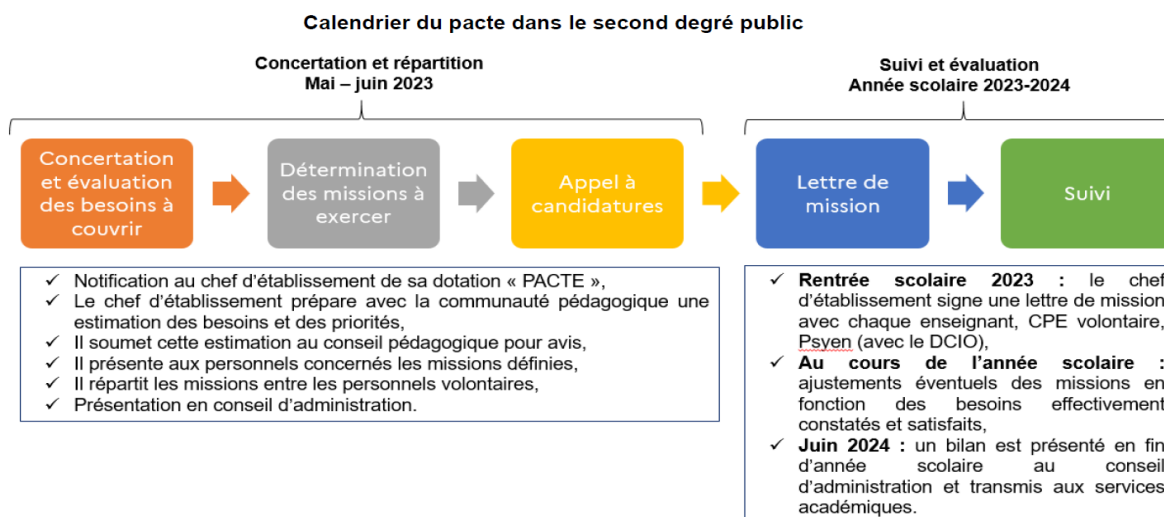 Calendrier du pacte dans le second degré public
Concertation et répartition
Mai – juin 2023
Suivi et évaluation
Année scolaire 2023-2024
Concertation
et évaluation
des besoins à
couvrir
Détermination
des missions à
exercer
Appel à
candidatures
Lettre de
mission
Suivi
✓ Notification au chef d'établissement de sa dotation « PACTE »,
✓ Le chef d'établissement prépare avec la communauté pédagogique une
estimation des besoins et des priorités,
✓ Il soumet cette estimation au conseil pédagogique pour avis,
✓ Il présente aux personnels concernés les missions définies,
✓ Il répartit les missions entre les personnels volontaires,
✓ Présentation en conseil d'administration.
✓ Rentrée scolaire 2023 : le chef
d'établissement signe une lettre de mission
avec chaque enseignant, CPE volontaire,
Psyen (avec le DCIO),
✓ Au cours de l'année scolaire :
ajustements éventuels des missions en
fonction des besoins effectivement
constatés et satisfaits,
✓ Juin 2024 : un bilan est présenté en fin
d'année scolaire au conseil
d'administration et transmis aux services
académiques.